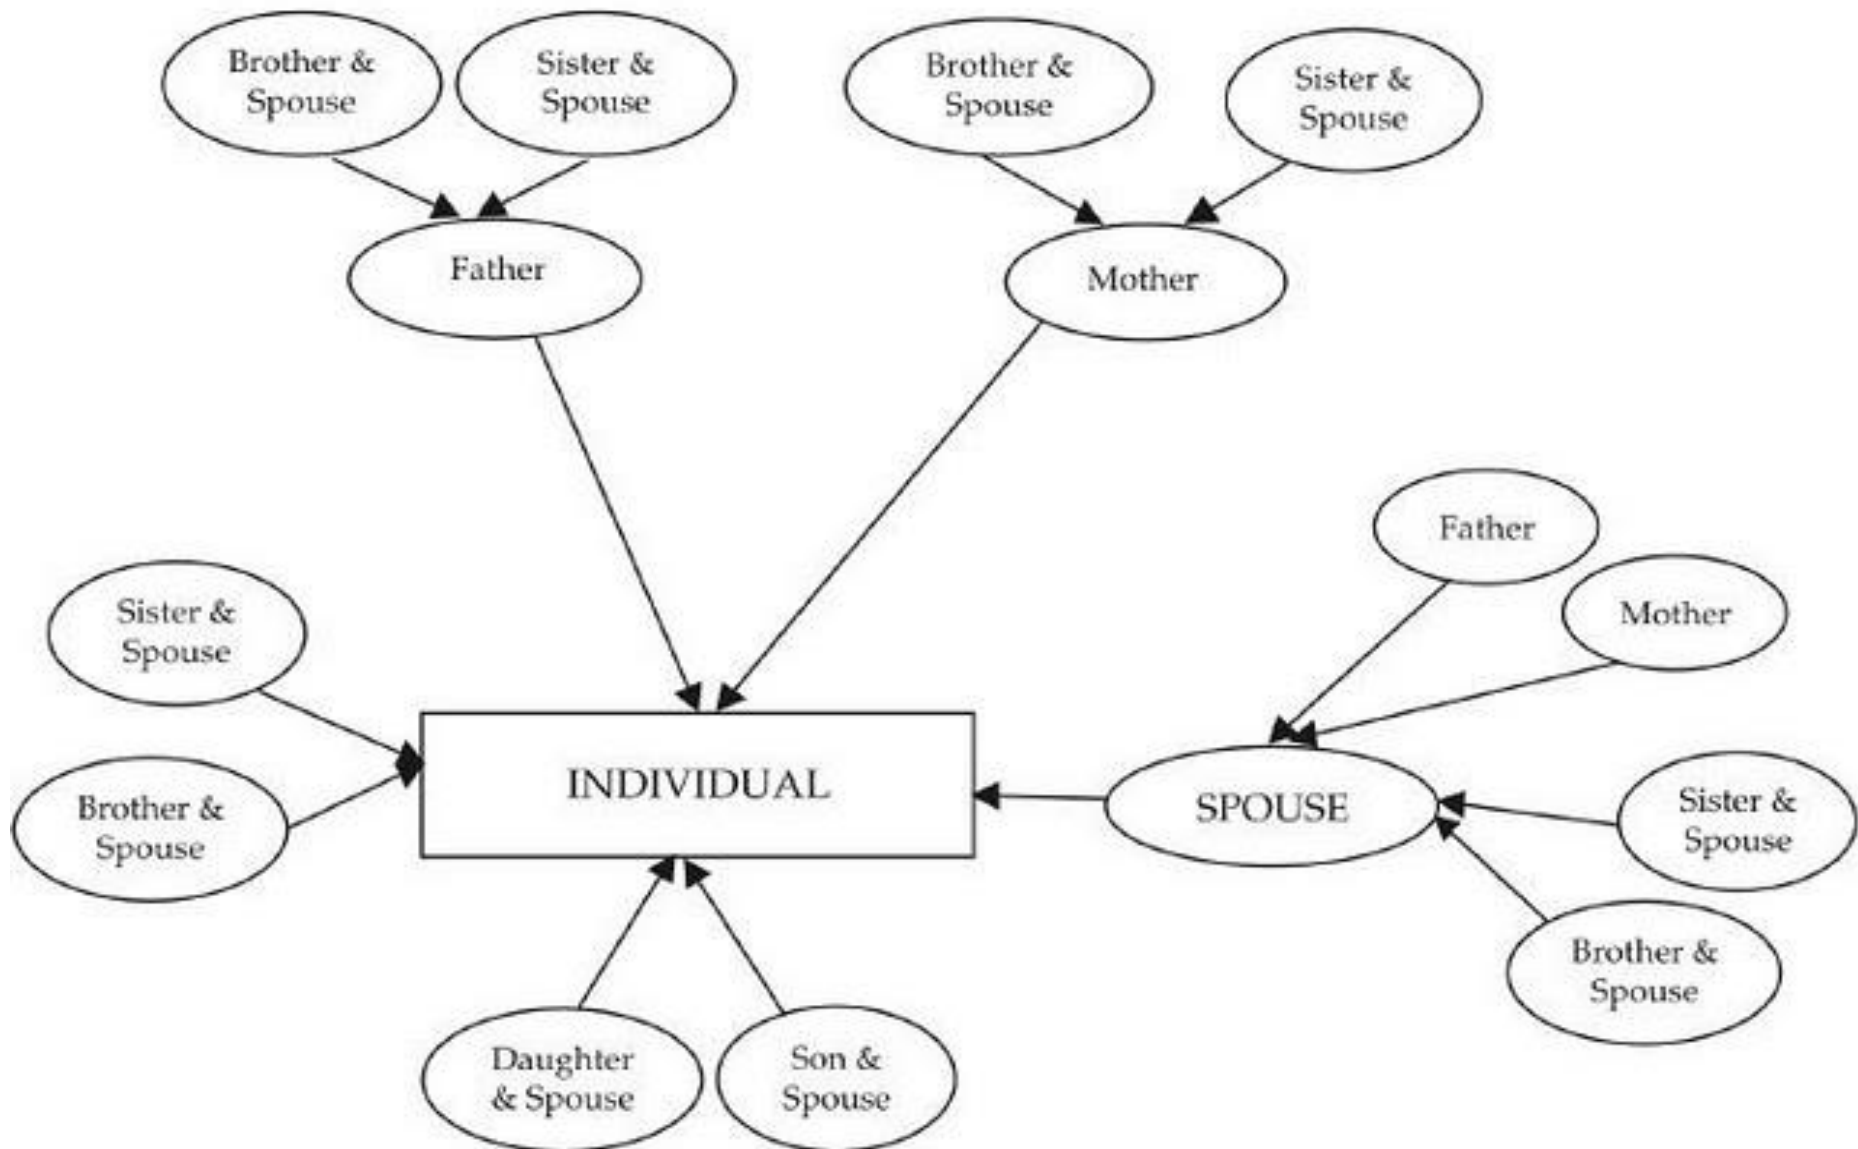 Brother &
Spouse
Sister &
Spouse
Brother &
Spouse
Sister &
Spouse
Father
Mother
Father
Mother
Sister &
Spouse
INDIVIDUAL
SPOUSE
Sister &
Spouse
Brother &
Spouse
Brother &
Spouse
Daughter
& Spouse
Son &
Spouse